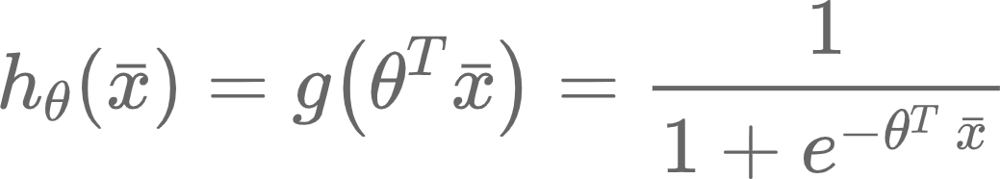 h_θ(x̄) = g(θ^T x̄) = 1 / (1 + e^{−θ^T x̄})